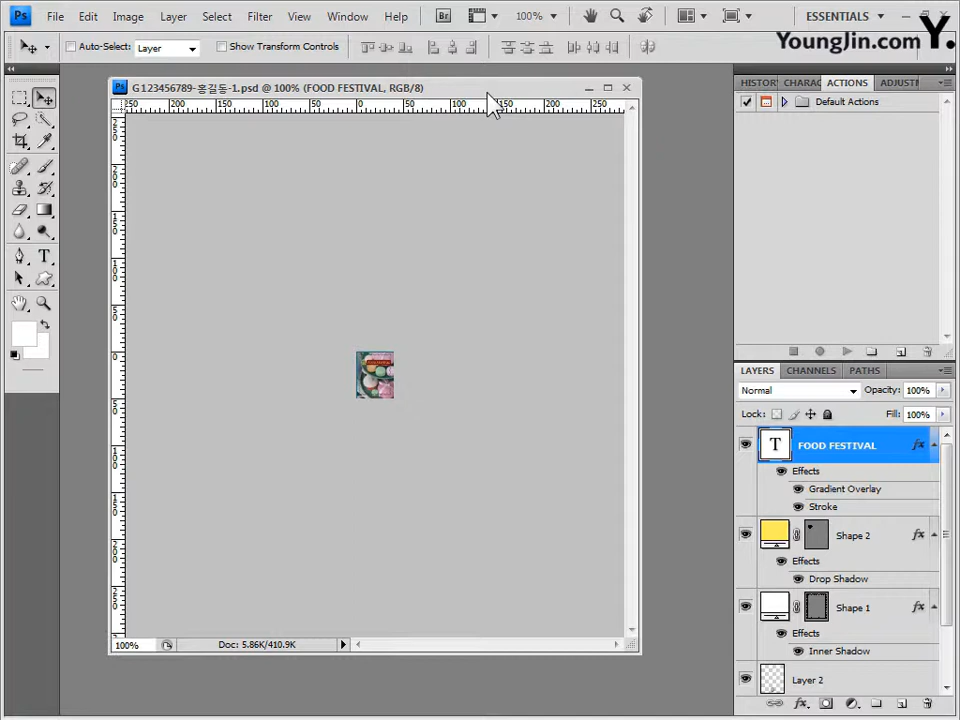 Ps File Edit Image Layer Select Filter View Window Help Br 100% ESSENTIALS
YoungJin.com Y.
Auto-Select: Layer Show Transform Controls
Ps G123456789-홍길동-1.psd @ 100% (FOOD FESTIVAL, RGB/8)
250 200 150 100 50 0 50 100 150 200 250
HISTOR CHARAC ACTIONS ADJUSTI
Default Actions
LAYERS CHANNELS PATHS
Normal Opacity: 100%
Lock: Fill: 100%
T FOOD FESTIVAL fx
Effects
Gradient Overlay
Stroke
Shape 2 fx
Effects
Drop Shadow
Shape 1 fx
Effects
Inner Shadow
Layer 2
100% Doc: 5.86K/410.9K